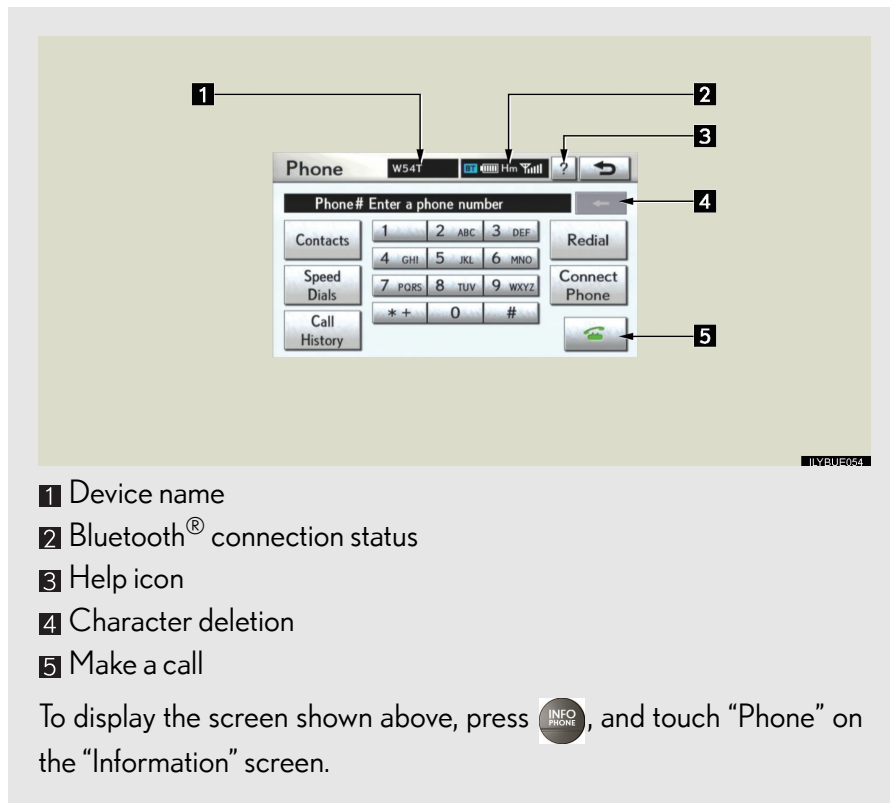 1
2
3
Phone W54T BT Hm ?
Phone# Enter a phone number
4
Contacts 1 2 ABC 3 DEF Redial
4 GHI 5 JKL 6 MNO
Speed Dials 7 PQRS 8 TUV 9 WXYZ Connect Phone
* + 0 #
Call History
5
ILYBUE054
1 Device name
2 Bluetooth® connection status
3 Help icon
4 Character deletion
5 Make a call
To display the screen shown above, press INFO PHONE, and touch “Phone” on
the “Information” screen.